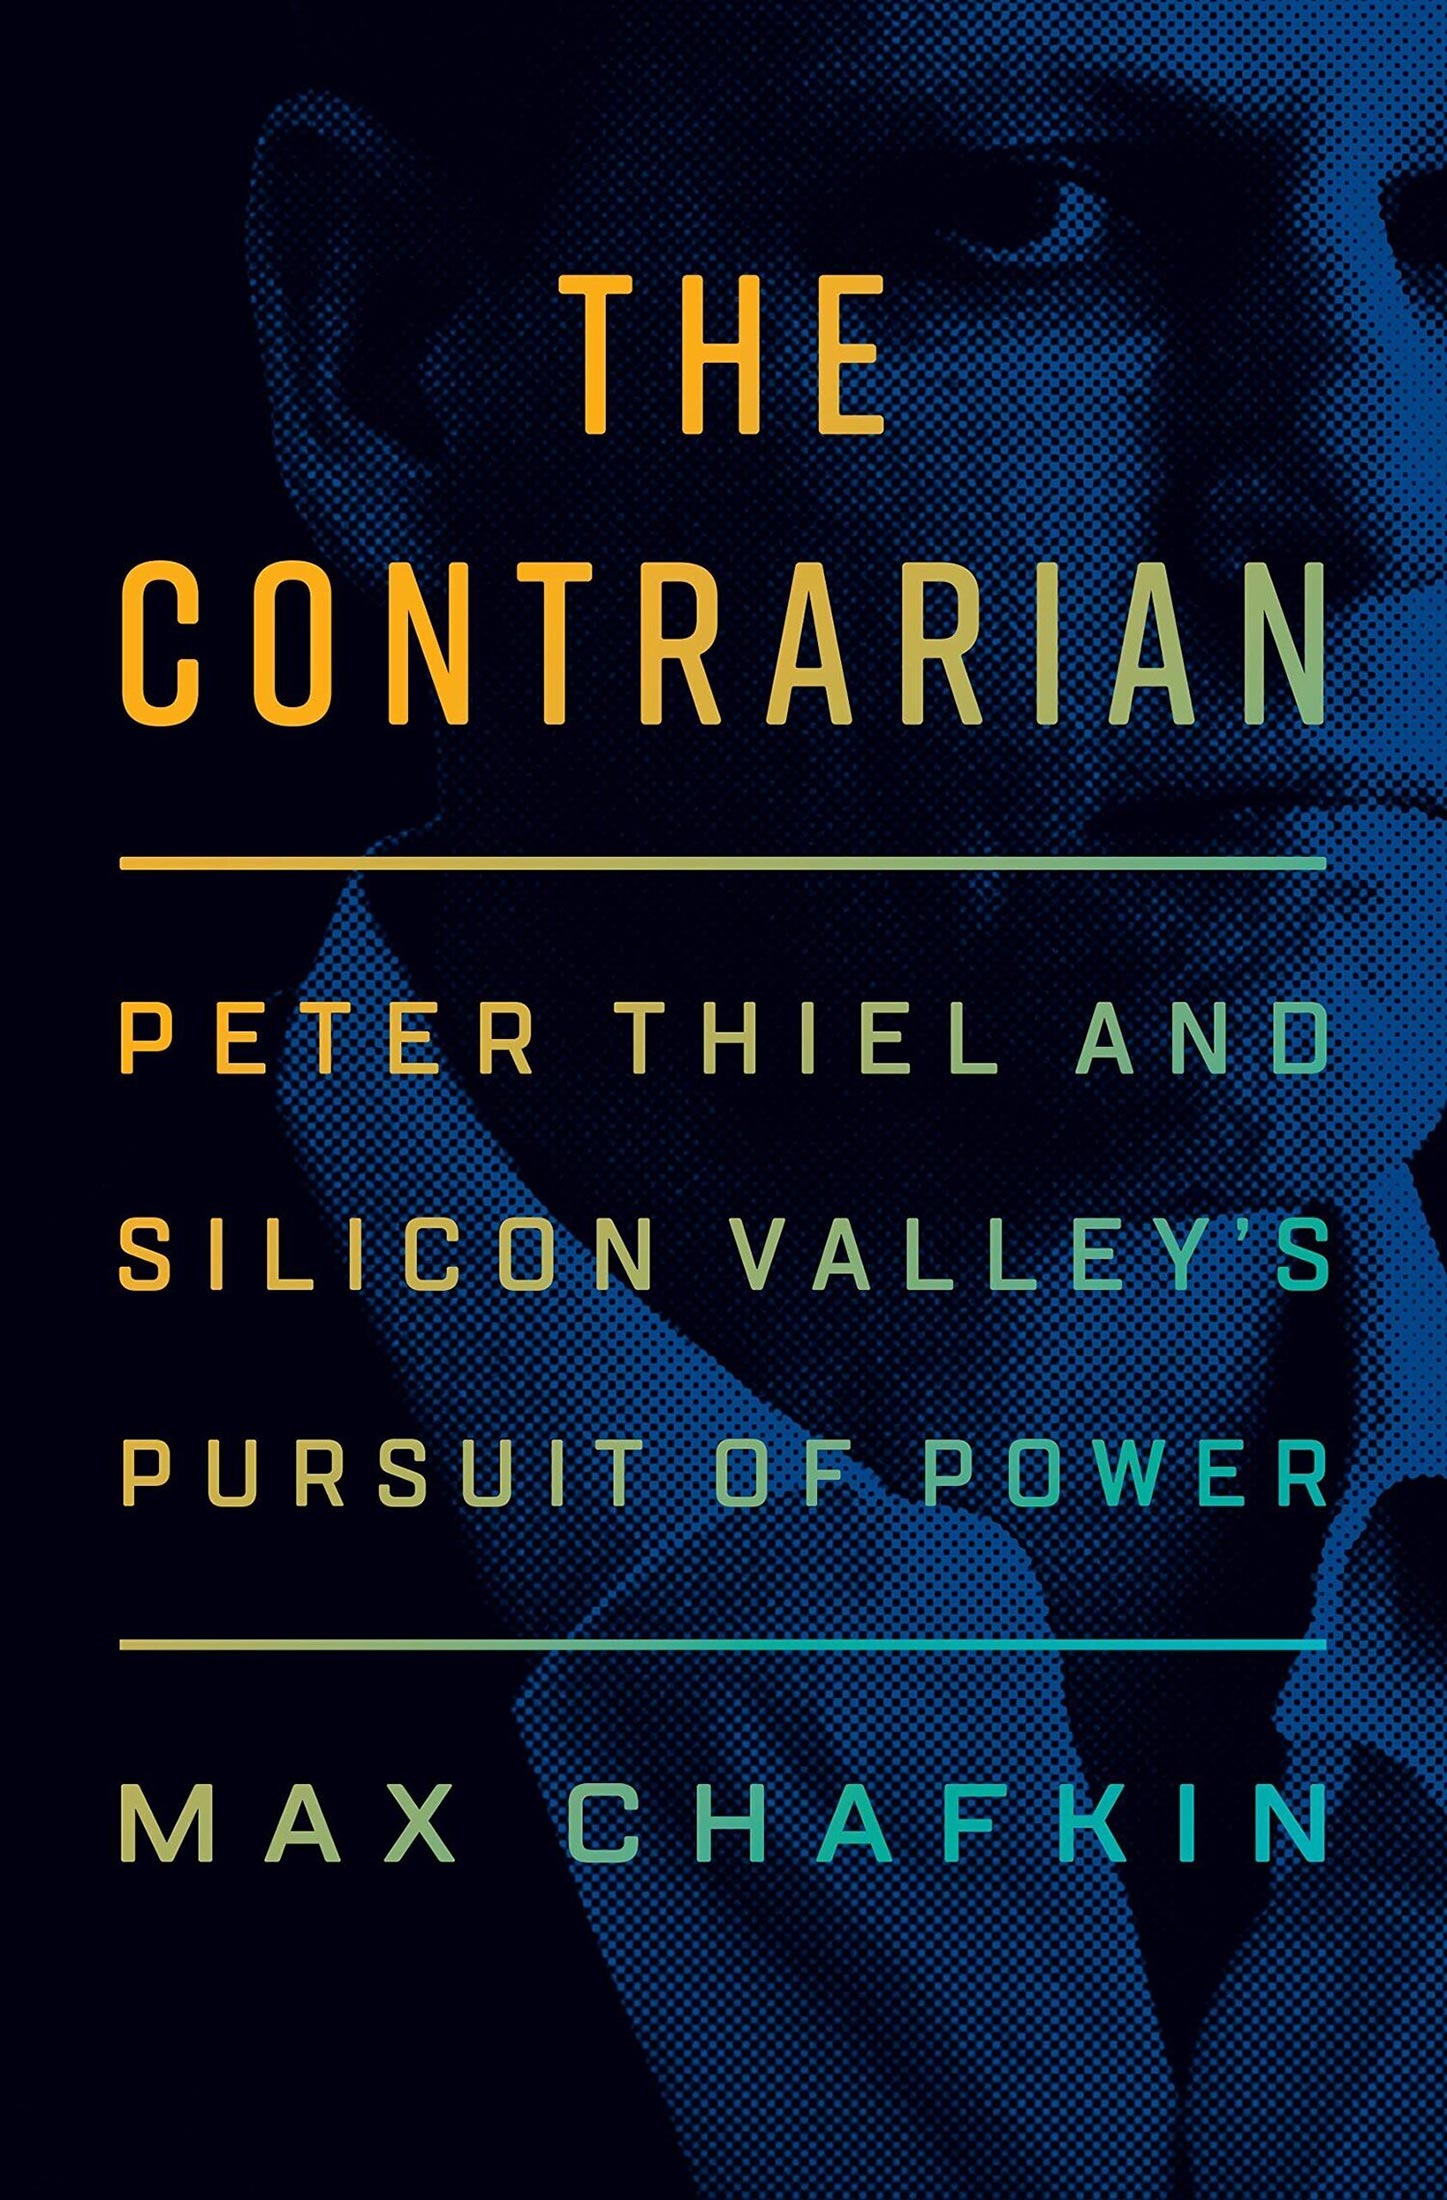 THE
CONTRARIAN
PETER THIEL AND
SILICON VALLEY’S
PURSUIT OF POWER
MAX CHAFKIN